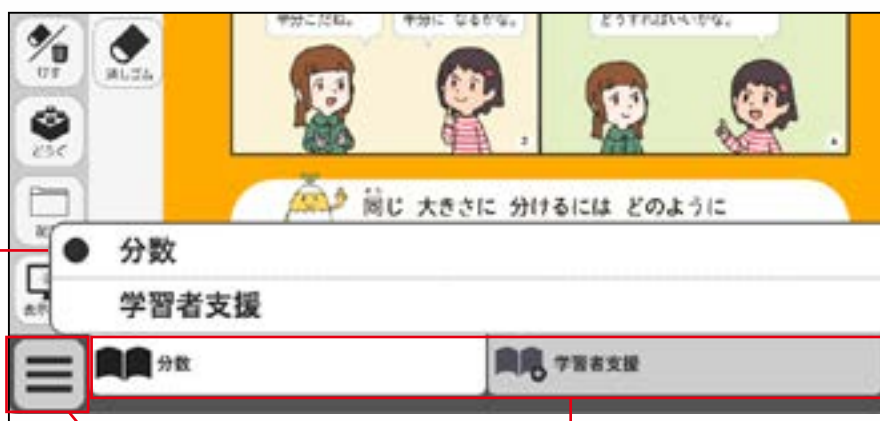 半分こだね。
半分に なるかな。
どうすればいいかな。
けす
消しゴム
どうぐ
同じ 大きさに 分けるには どのように
分数
学習者支援
分数
学習者支援